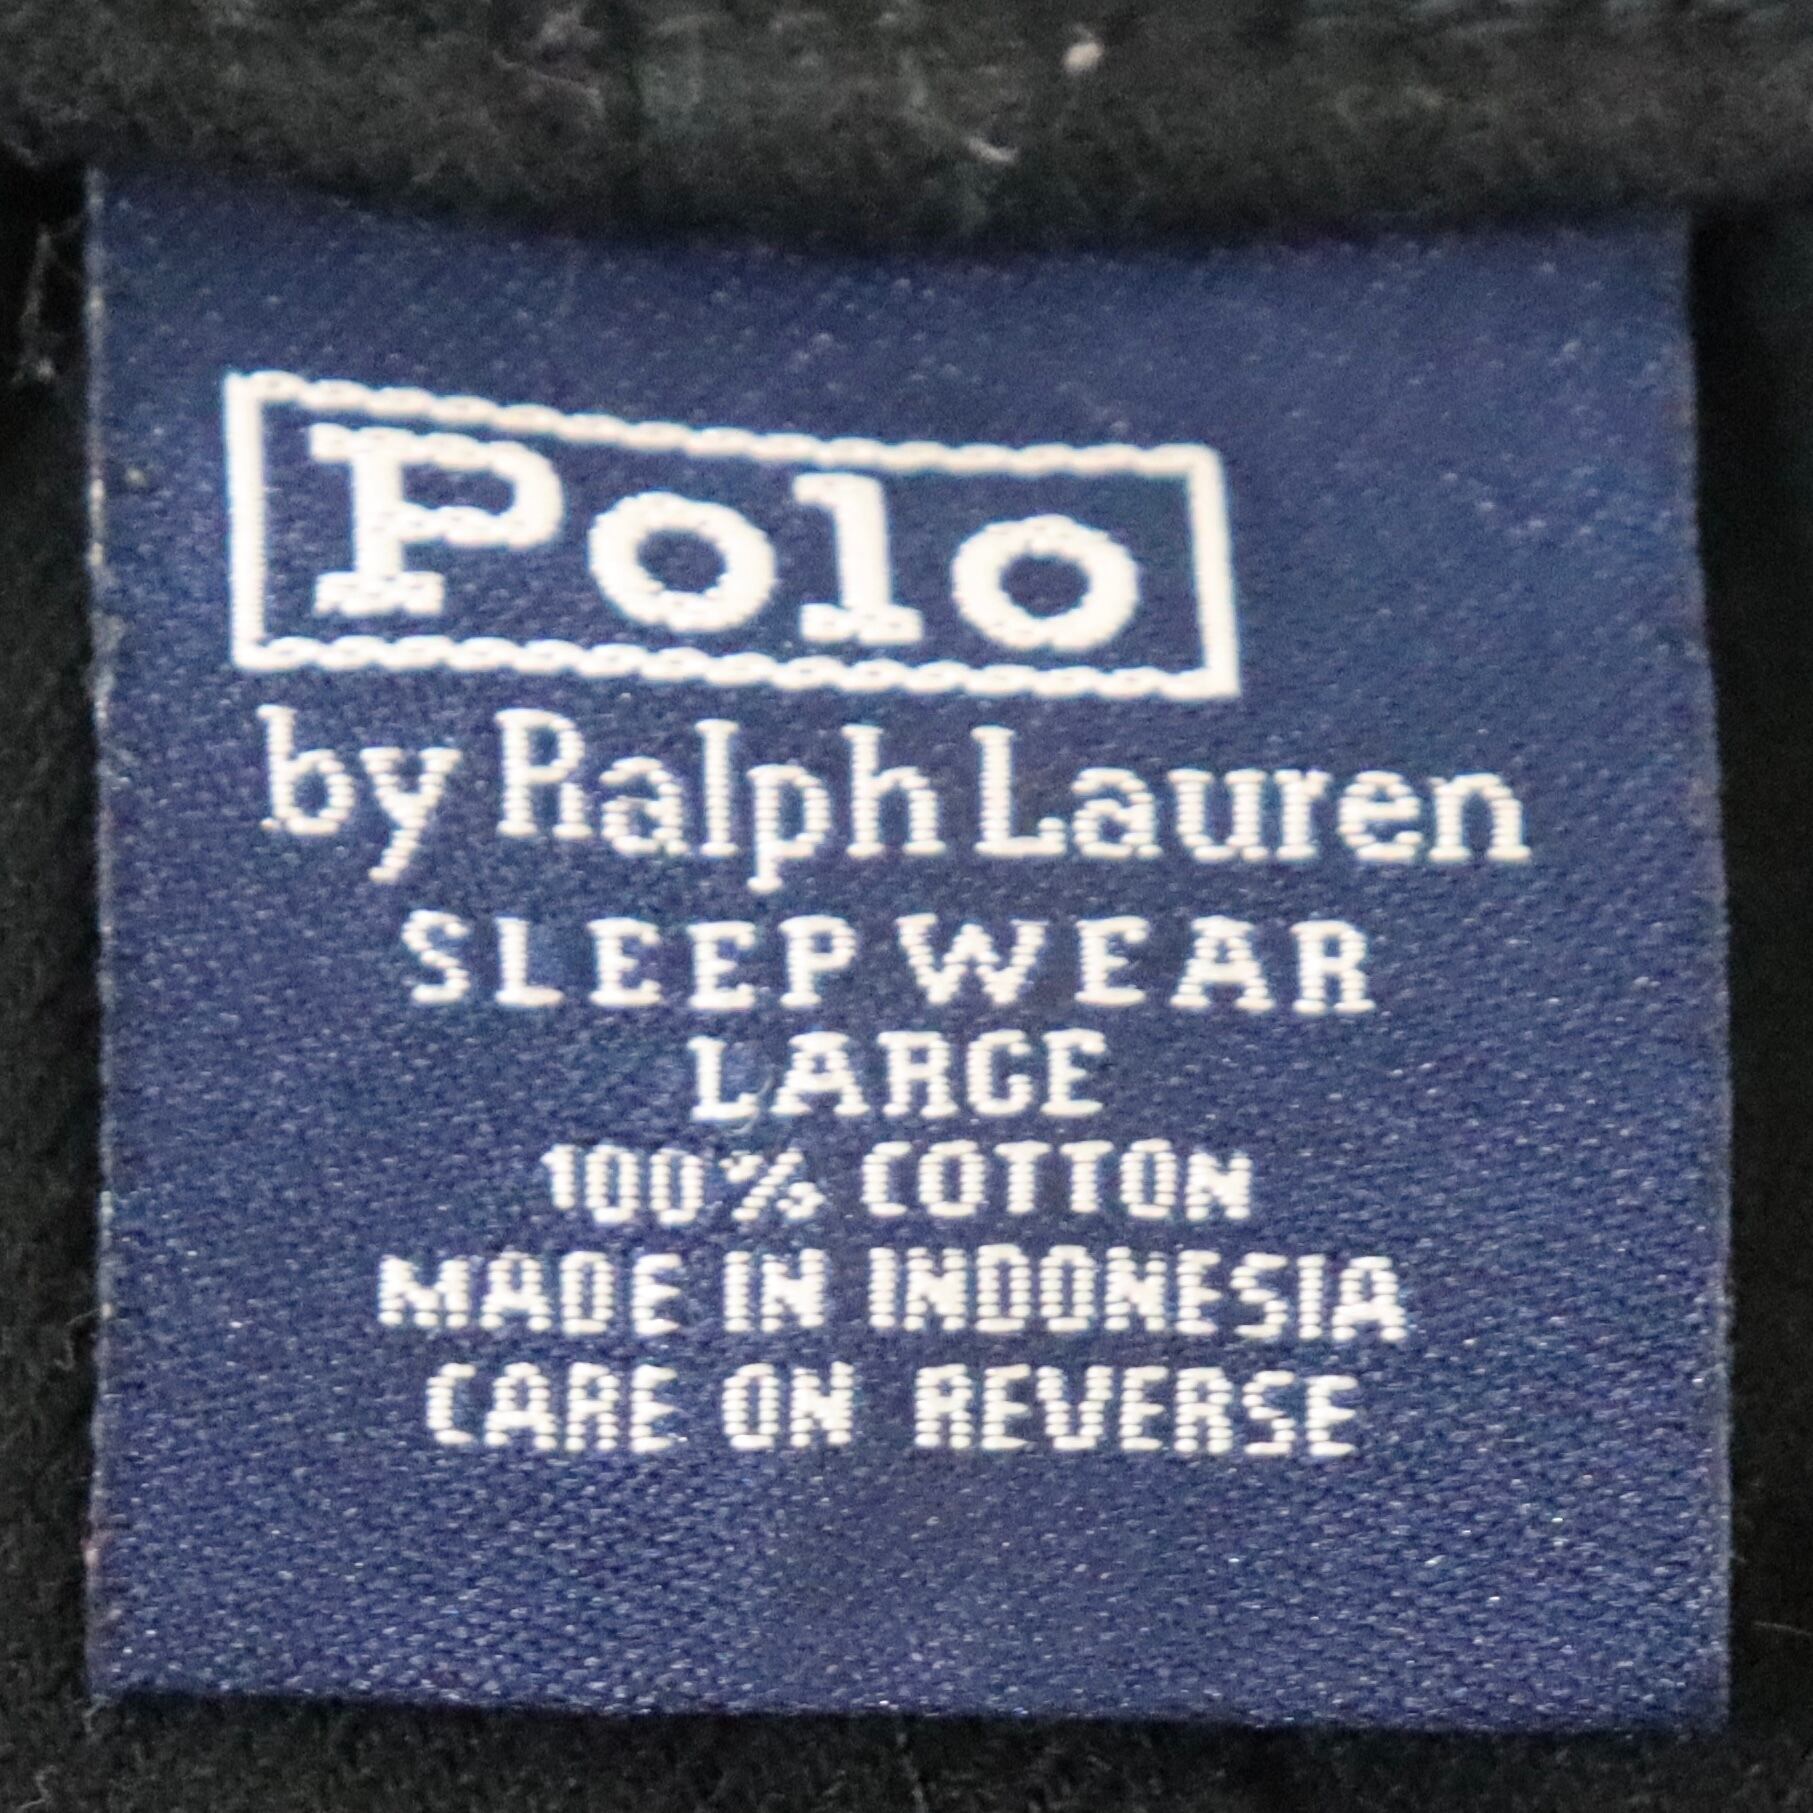 Polo
by Ralph Lauren
SLEEPWEAR
LARGE
100% COTTON
MADE IN INDONESIA
CARE ON REVERSE